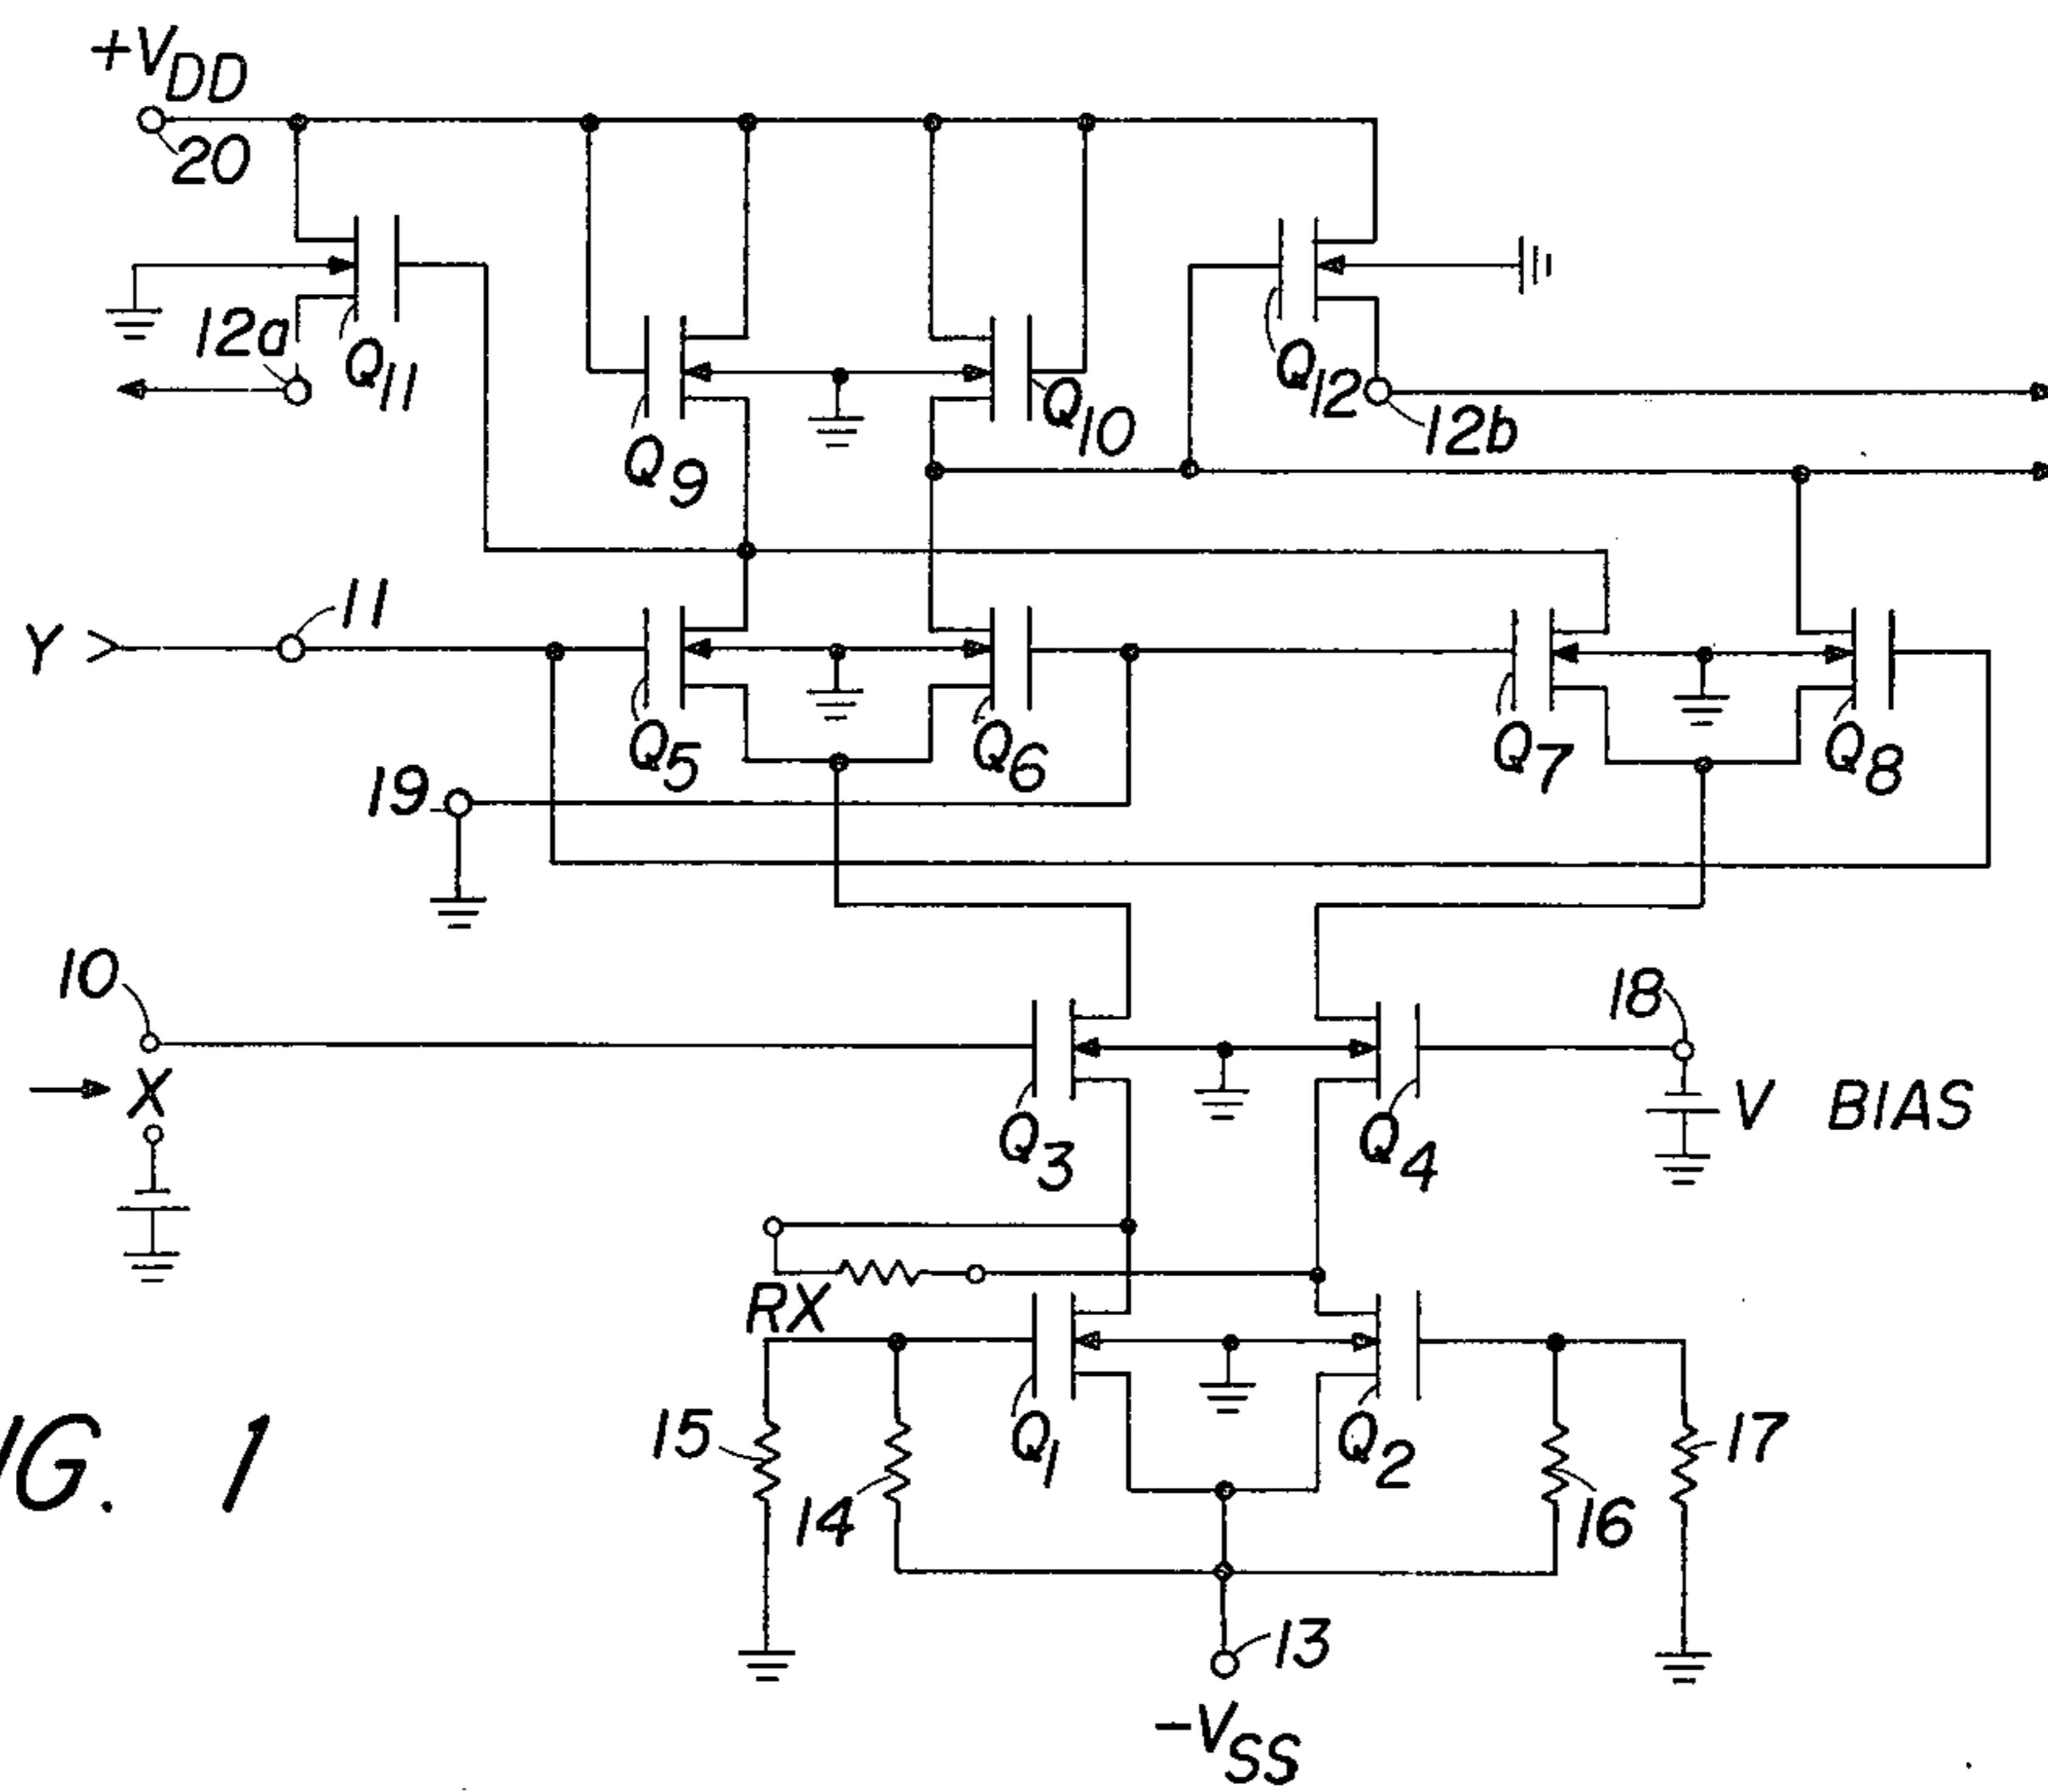 +VDD
20
12a
Q11
Q9
Q10
Q12
12b
Y
11
Q5
Q6
Q7
Q8
19
10
X
18
V BIAS
Q3
Q4
RX
15
14
Q1
Q2
16
17
IG. 1
13
-VSS